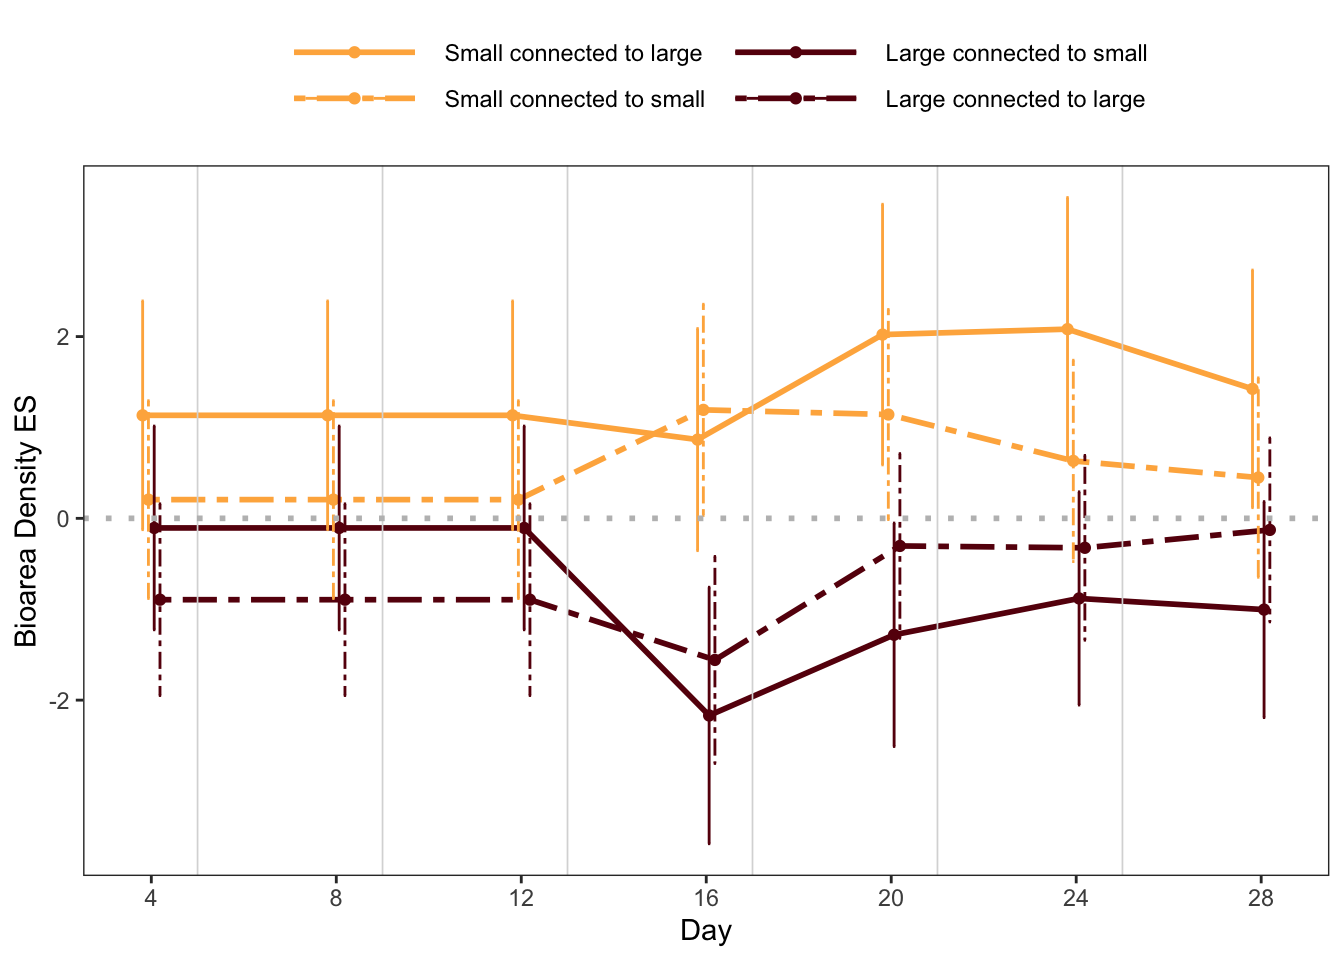 Small connected to large
Large connected to small
Small connected to small
Large connected to large
Bioarea Density ES
2
0
-2
4 8 12 16 20 24 28
Day